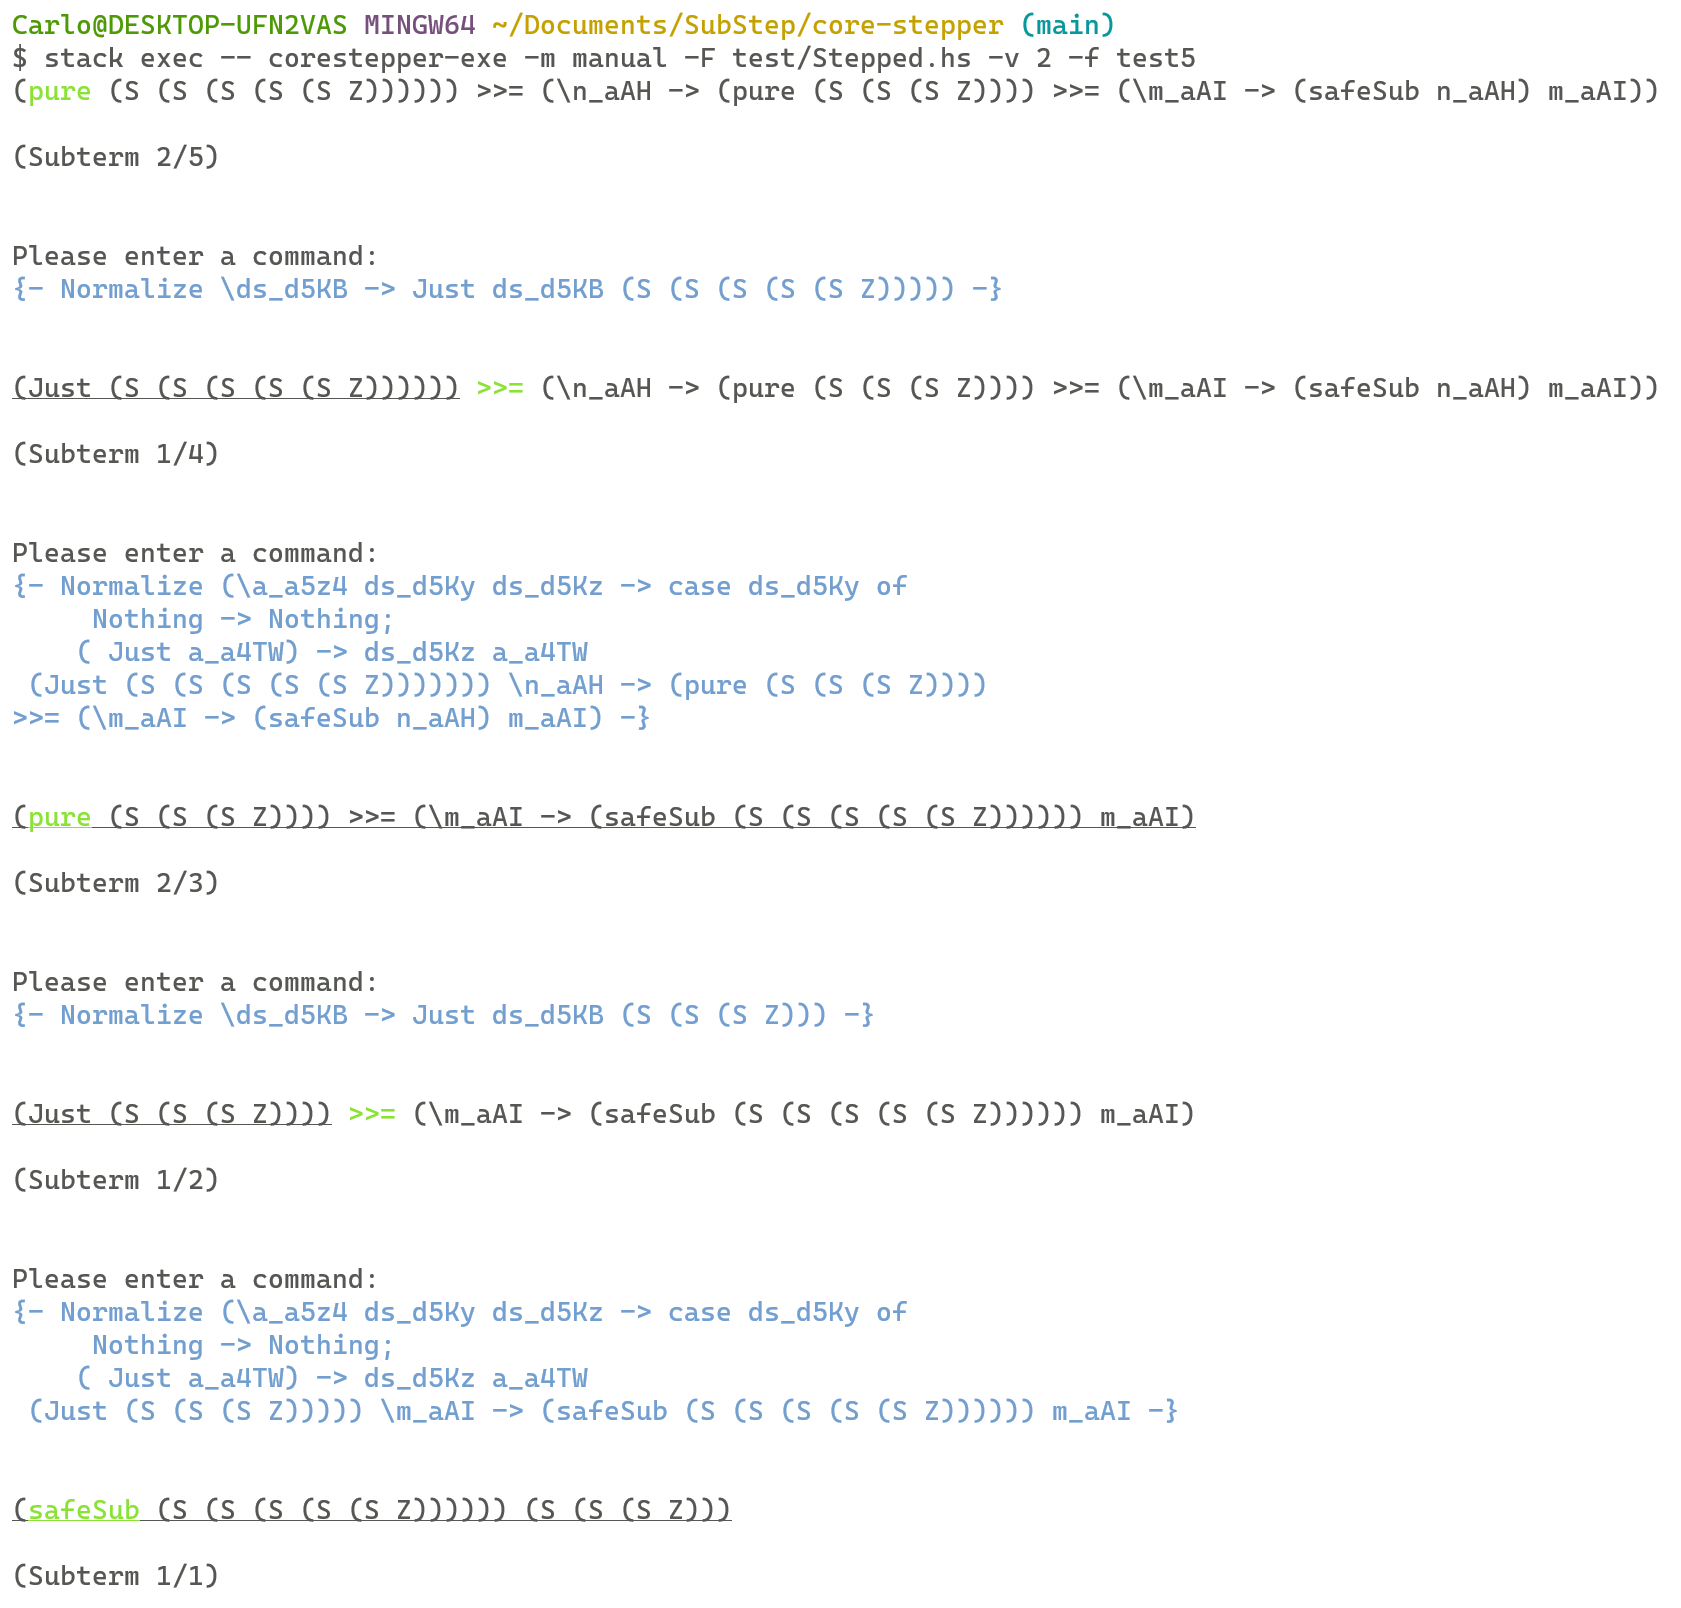 Carlo@DESKTOP-UFN2VAS MINGW64 ~/Documents/SubStep/core-stepper (main)
$ stack exec -- corestepper-exe -m manual -F test/Stepped.hs -v 2 -f test5
(pure (S (S (S (S (S Z)))))) >>= (\n_aAH -> (pure (S (S (S Z)))) >>= (\m_aAI -> (safeSub n_aAH) m_aAI))
(Subterm 2/5)
Please enter a command:
{- Normalize \ds_d5KB -> Just ds_d5KB (S (S (S (S (S Z))))) -}
(Just (S (S (S (S (S Z)))))) >>= (\n_aAH -> (pure (S (S (S Z)))) >>= (\m_aAI -> (safeSub n_aAH) m_aAI))
(Subterm 1/4)
Please enter a command:
{- Normalize (\a_a5z4 ds_d5Ky ds_d5Kz -> case ds_d5Ky of
     Nothing -> Nothing;
    ( Just a_a4TW) -> ds_d5Kz a_a4TW
 (Just (S (S (S (S (S Z))))))) \n_aAH -> (pure (S (S (S Z))))
>>= (\m_aAI -> (safeSub n_aAH) m_aAI) -}
(pure (S (S (S Z)))) >>= (\m_aAI -> (safeSub (S (S (S (S (S Z)))))) m_aAI)
(Subterm 2/3)
Please enter a command:
{- Normalize \ds_d5KB -> Just ds_d5KB (S (S (S Z))) -}
(Just (S (S (S Z)))) >>= (\m_aAI -> (safeSub (S (S (S (S (S Z)))))) m_aAI)
(Subterm 1/2)
Please enter a command:
{- Normalize (\a_a5z4 ds_d5Ky ds_d5Kz -> case ds_d5Ky of
     Nothing -> Nothing;
    ( Just a_a4TW) -> ds_d5Kz a_a4TW
 (Just (S (S (S Z))))) \m_aAI -> (safeSub (S (S (S (S (S Z)))))) m_aAI -}
(safeSub (S (S (S (S (S Z)))))) (S (S (S Z)))
(Subterm 1/1)